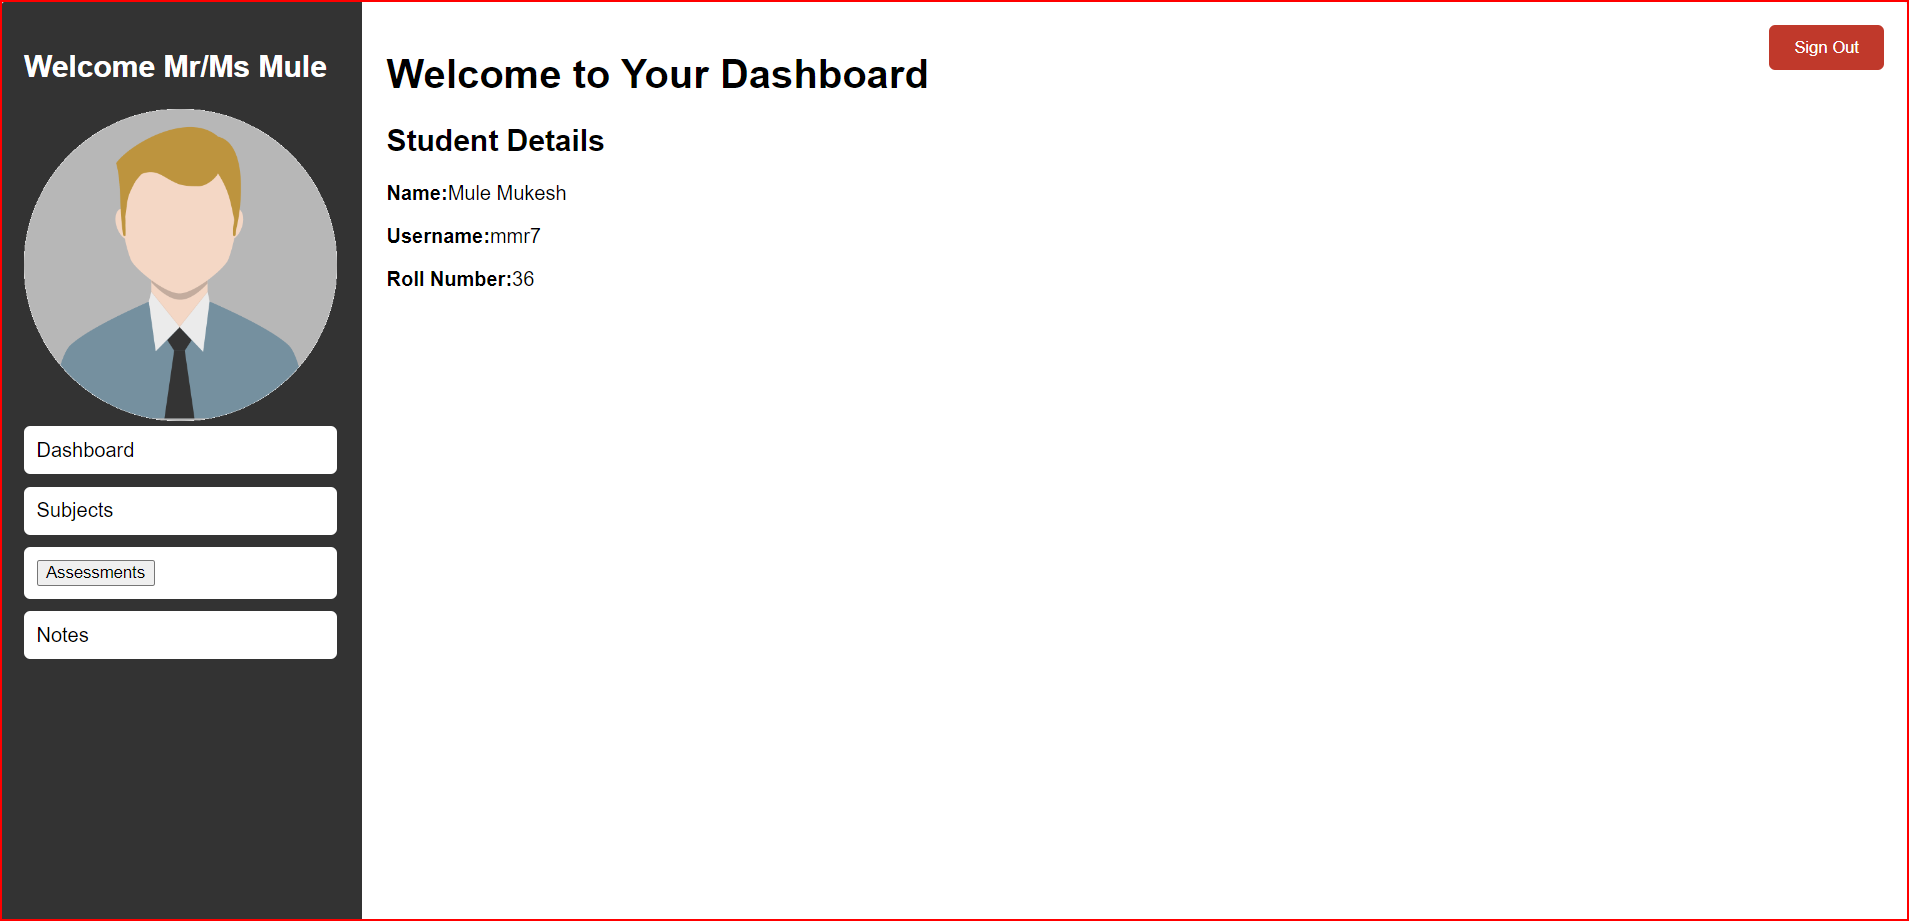 Welcome Mr/Ms Mule
Dashboard
Subjects
Assessments
Notes
Sign Out
Welcome to Your Dashboard
Student Details
Name:Mule Mukesh
Username:mmr7
Roll Number:36